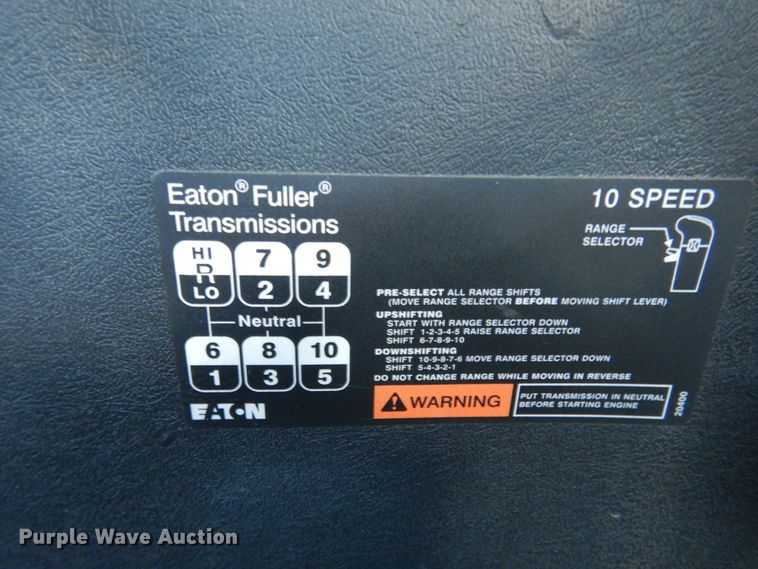 Eaton® Fuller®
Transmissions
10 SPEED
RANGE
SELECTOR
HI
R
LO
7
2
9
4
Neutral
6
1
8
3
10
5
PRE-SELECT ALL RANGE SHIFTS
(MOVE RANGE SELECTOR BEFORE MOVING SHIFT LEVER)
UPSHIFTING
START WITH RANGE SELECTOR DOWN
SHIFT 1-2-3-4-5 RAISE RANGE SELECTOR
SHIFT 6-7-8-9-10
DOWNSHIFTING
SHIFT 10-9-8-7-6 MOVE RANGE SELECTOR DOWN
SHIFT 5-4-3-2-1
DO NOT CHANGE RANGE WHILE MOVING IN REVERSE
WARNING
PUT TRANSMISSION IN NEUTRAL
BEFORE STARTING ENGINE
20400
EATON
Purple Wave Auction